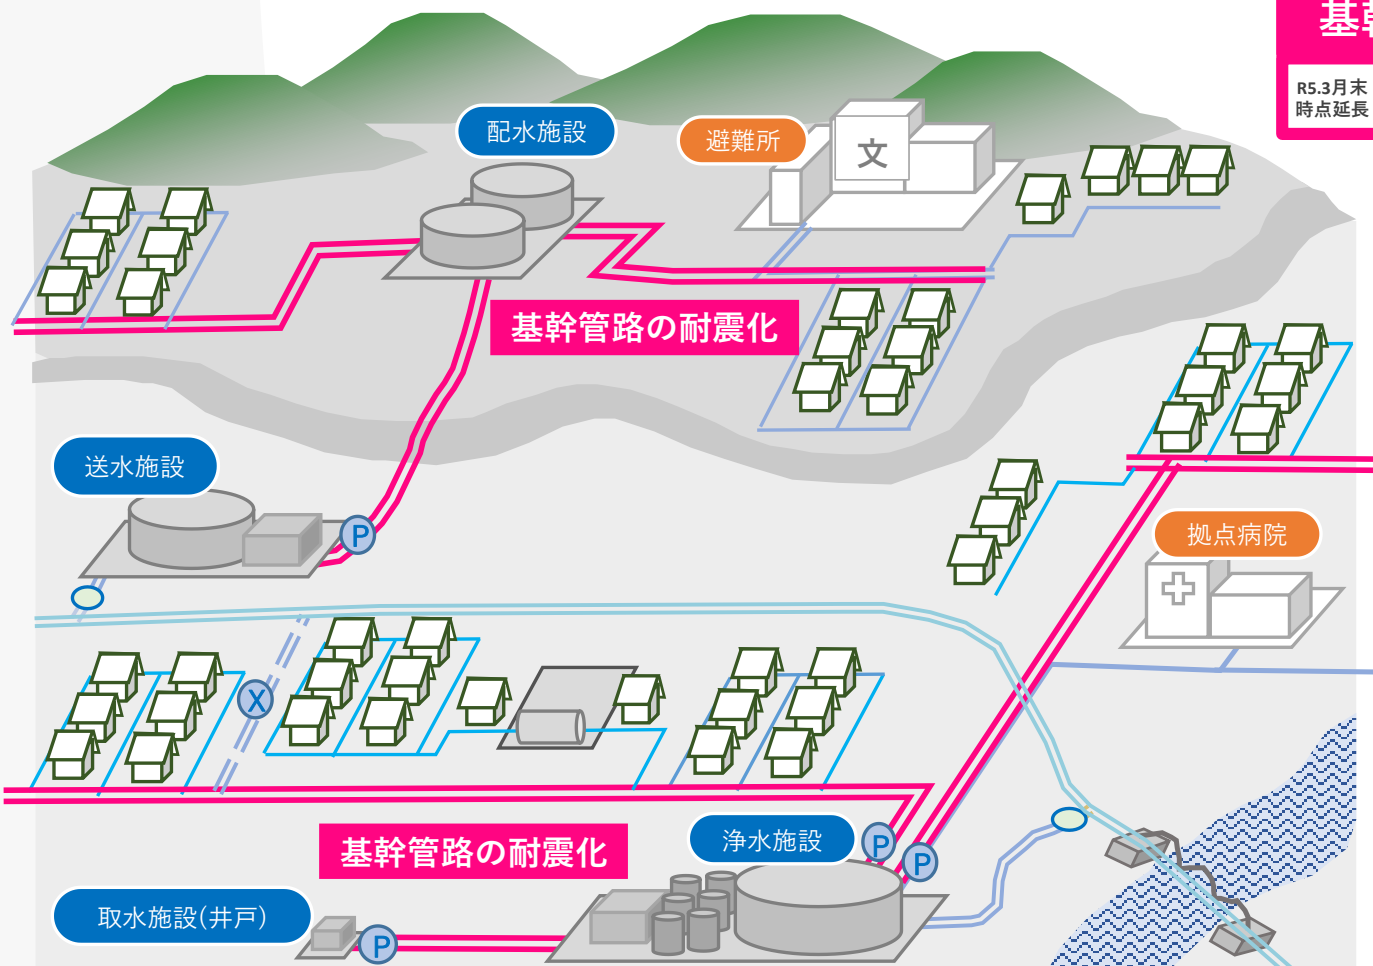 基幹
R5.3月末
時点延長
配水施設
避難所
文
基幹管路の耐震化
送水施設
P
拠点病院
X
浄水施設
P
P
基幹管路の耐震化
取水施設(井戸)
P